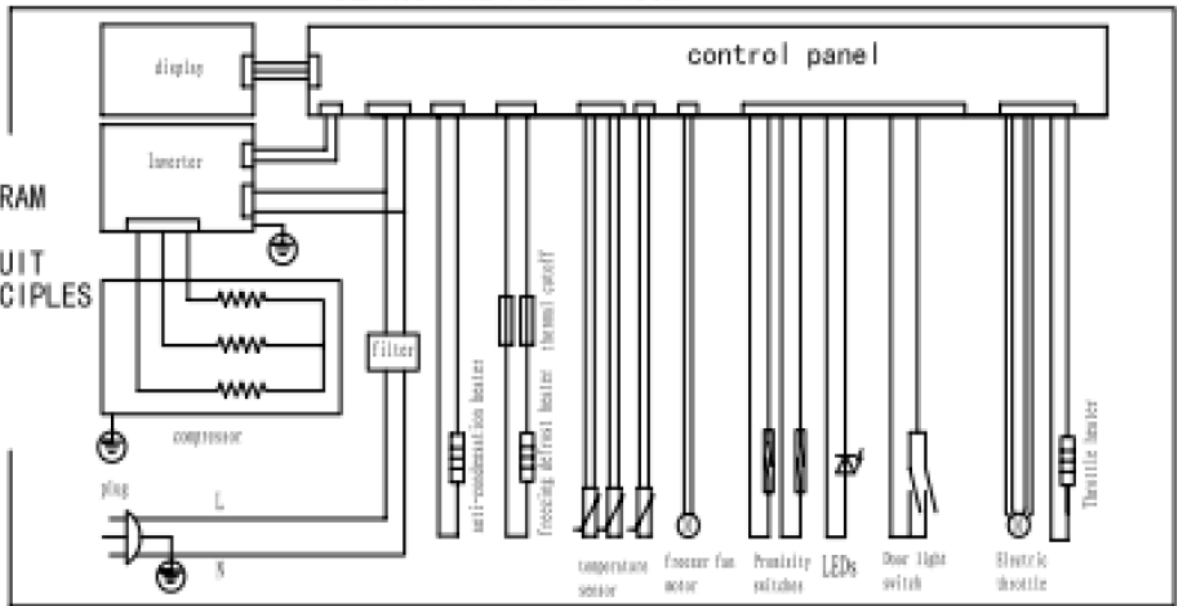 control panel
display
Inverter
RAM
UIT
CIPLES
filter
thermal cutoff
anti-condensation heater
freezing defrost heater
Throttle heater
compressor
plug
L
N
temperature
sensor
freezer fan
motor
Promixity
switches
LEDs
Door light
switch
Electric
throttle